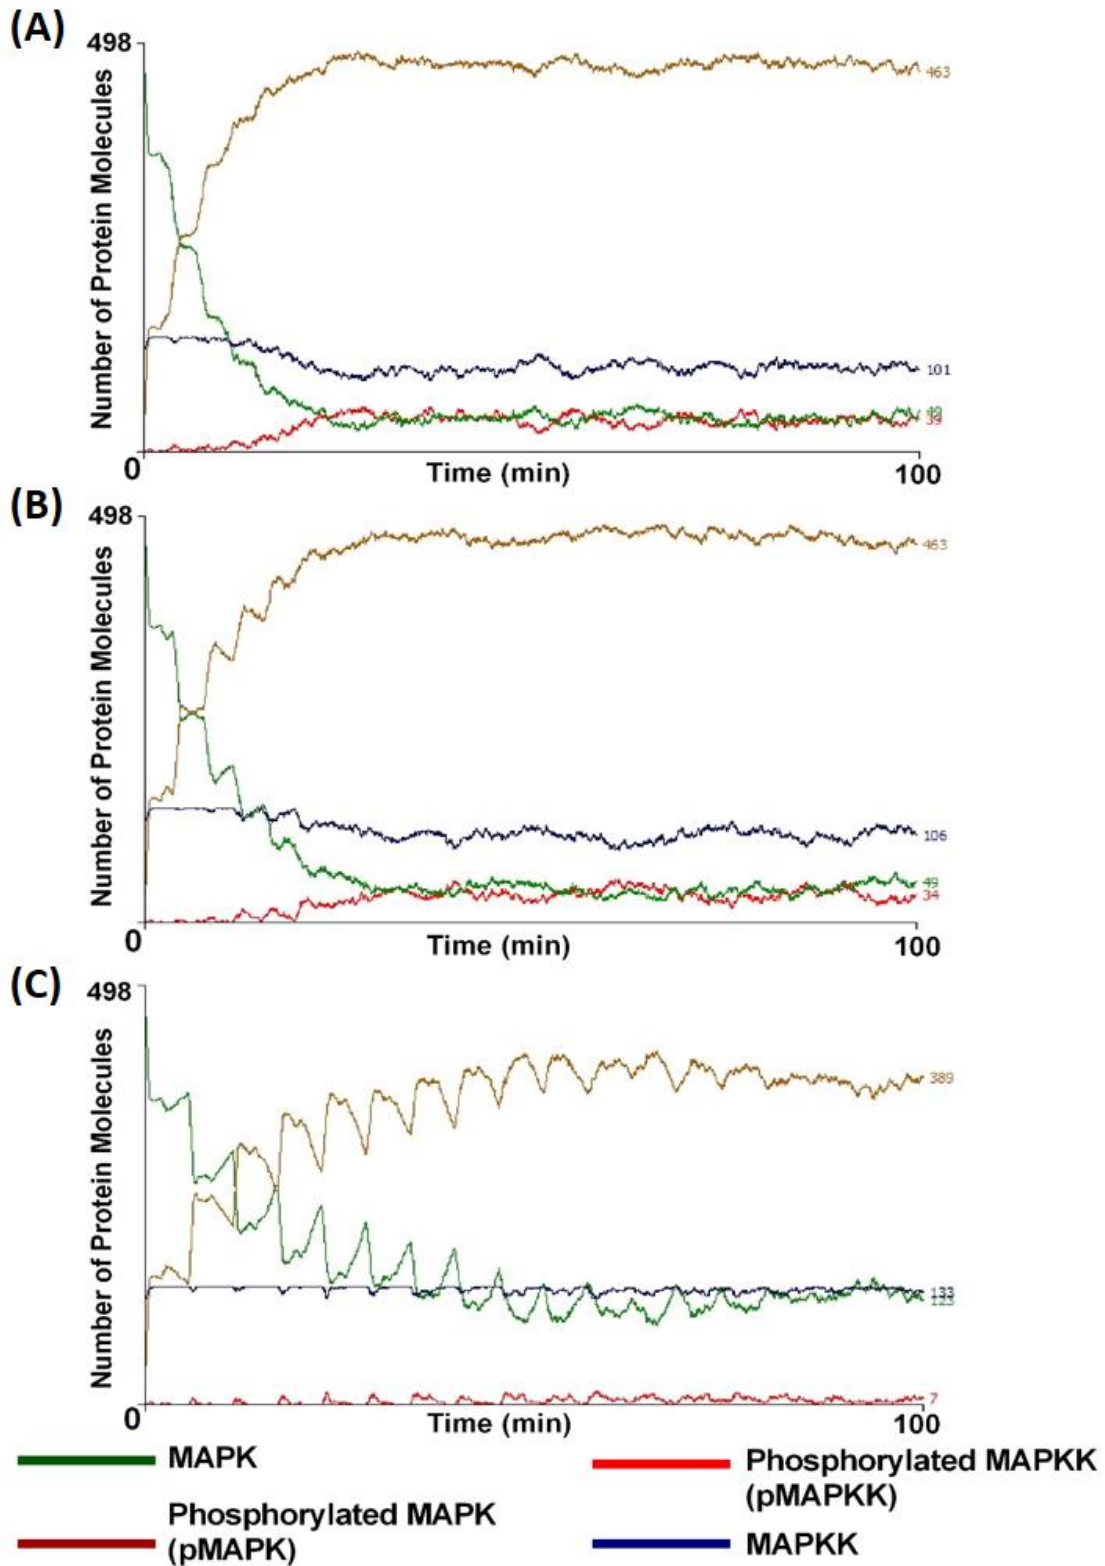 (A)
498
Number of Protein Molecules
463
101
49
39
0
Time (min)
100
(B)
498
Number of Protein Molecules
463
106
49
34
0
Time (min)
100
(C)
498
Number of Protein Molecules
389
133
123
7
0
Time (min)
100
MAPK
Phosphorylated MAPKK
(pMAPKK)
Phosphorylated MAPK
(pMAPK)
MAPKK